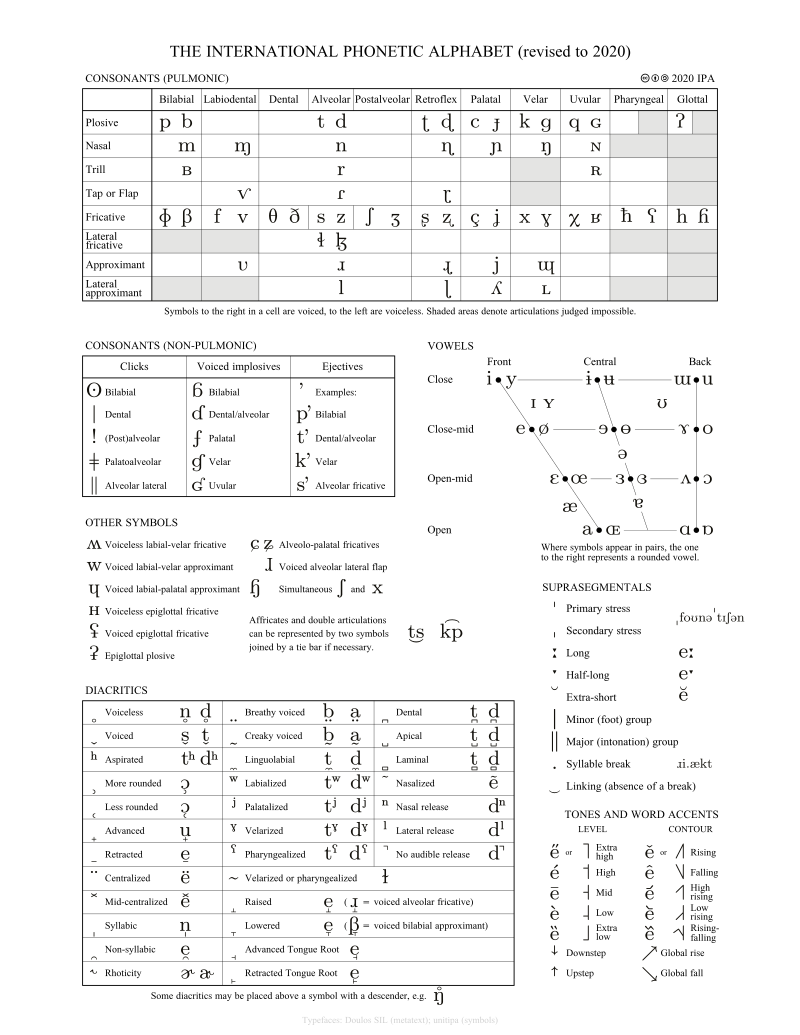 THE INTERNATIONAL PHONETIC ALPHABET (revised to 2020)
CONSONANTS (PULMONIC) 🅭🅯🄎 2020 IPA
Bilabial Labiodental Dental Alveolar Postalveolar Retroflex Palatal Velar Uvular Pharyngeal Glottal
Plosive p b t d ʈ ɖ c ɟ k ɡ q ɢ ʔ
Nasal m ɱ n ɳ ɲ ŋ ɴ
Trill ʙ r ʀ
Tap or Flap ⱱ ɾ ɽ
Fricative ɸ β f v θ ð s z ʃ ʒ ʂ ʐ ç ʝ x ɣ χ ʁ ħ ʕ h ɦ
Lateral
fricative ɬ ɮ
Approximant ʋ ɹ ɻ j ɰ
Lateral
approximant l ɭ ʎ ʟ
Symbols to the right in a cell are voiced, to the left are voiceless. Shaded areas denote articulations judged impossible.
CONSONANTS (NON-PULMONIC)
Clicks Voiced implosives Ejectives
ʘ Bilabial ɓ Bilabial ʼ Examples:
ǀ Dental ɗ Dental/alveolar pʼ Bilabial
ǃ (Post)alveolar ʄ Palatal tʼ Dental/alveolar
ǂ Palatoalveolar ɠ Velar kʼ Velar
ǁ Alveolar lateral ʛ Uvular sʼ Alveolar fricative
VOWELS
Front Central Back
Close i y ɨ ʉ ɯ u
ɪ ʏ ʊ
Close-mid e ø ɘ ɵ ɤ o
ə
Open-mid ɛ œ ɜ ɞ ʌ ɔ
æ ɐ
Open a ɶ ɑ ɒ
Where symbols appear in pairs, the one
to the right represents a rounded vowel.
OTHER SYMBOLS
ʍ Voiceless labial-velar fricative ɕ ʑ Alveolo-palatal fricatives
w Voiced labial-velar approximant ɺ Voiced alveolar lateral flap
ɥ Voiced labial-palatal approximant ɧ Simultaneous ʃ and x
ʜ Voiceless epiglottal fricative
ʢ Voiced epiglottal fricative
ʡ Epiglottal plosive
Affricates and double articulations
can be represented by two symbols
joined by a tie bar if necessary.
t͜s k͡p
SUPRASEGMENTALS
ˈ Primary stress ˌfoʊnəˈtɪʃən
ˌ Secondary stress
ː Long eː
ˑ Half-long eˑ
̆ Extra-short ĕ
| Minor (foot) group
‖ Major (intonation) group
. Syllable break ɹi.ækt
‿ Linking (absence of a break)
DIACRITICS
̥ Voiceless n̥ d̥ ̤ Breathy voiced b̤ a̤ ̪ Dental t̪ d̪
̬ Voiced s̬ t̬ ̰ Creaky voiced b̰ a̰ ̺ Apical t̺ d̺
ʰ Aspirated tʰ dʰ ̼ Linguolabial t̼ d̼ ̻ Laminal t̻ d̻
̹ More rounded ɔ̹ ʷ Labialized tʷ dʷ ̃ Nasalized ẽ
̜ Less rounded ɔ̜ ʲ Palatalized tʲ dʲ ⁿ Nasal release dⁿ
̟ Advanced u̟ ˠ Velarized tˠ dˠ ˡ Lateral release dˡ
̠ Retracted e̠ ˤ Pharyngealized tˤ dˤ ̚ No audible release d̚
̈ Centralized ë ̴ Velarized or pharyngealized ɫ
̽ Mid-centralized e̽ ̝ Raised e̝ ( ɹ̝ = voiced alveolar fricative)
̩ Syllabic n̩ ̞ Lowered e̞ ( β̞ = voiced bilabial approximant)
̯ Non-syllabic e̯ ̘ Advanced Tongue Root e̘
˞ Rhoticity ɚ a˞ ̙ Retracted Tongue Root e̙
Some diacritics may be placed above a symbol with a descender, e.g. ŋ̊
TONES AND WORD ACCENTS
LEVEL CONTOUR
e̋ or ˥ Extra
high ě or ˩˥ Rising
é ˦ High ê ˥˩ Falling
ē ˧ Mid e᷄ ˦˥ High
rising
è ˨ Low e᷅ ˩˨ Low
rising
ȅ ˩ Extra
low e᷈ ˧˦˧ Rising-
falling
ꜜ Downstep ↗ Global rise
ꜛ Upstep ↘ Global fall
Typefaces: Doulos SIL (metatext); unitipa (symbols)